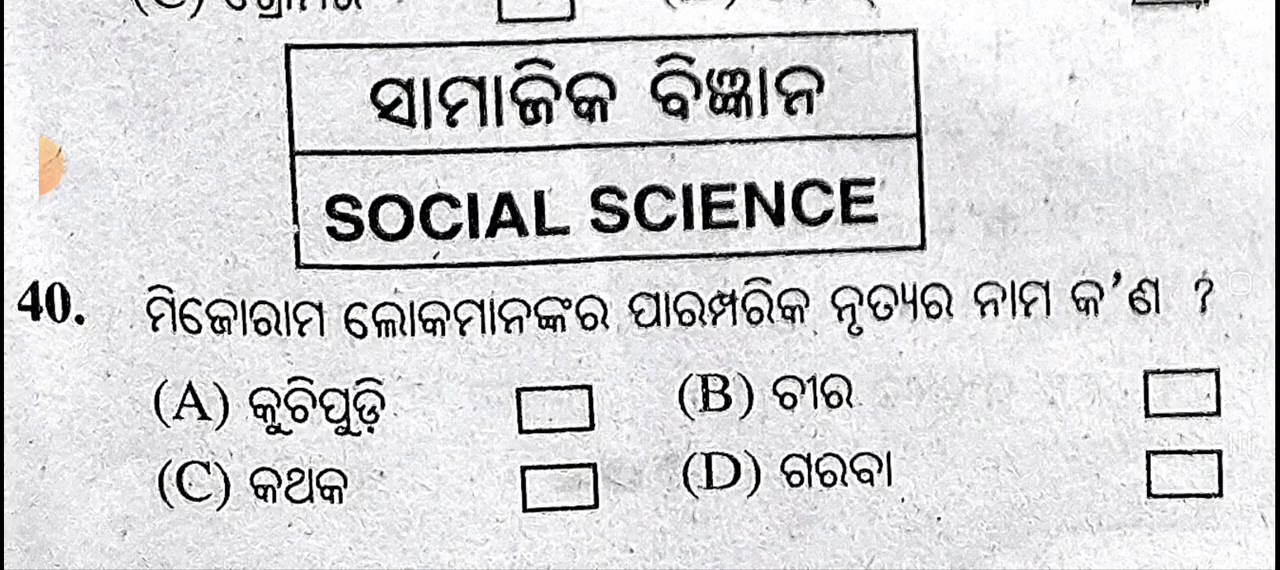 ସାମାଜିକ ବିଜ୍ଞାନ
SOCIAL SCIENCE
40. ମିଜୋରାମ ଲୋକମାନଙ୍କର ପାରମ୍ପରିକ ନୃତ୍ୟର ନାମ କ'ଣ ?
(A) କୁଚିପୁଡ଼ି (B) ଚୀର
(C) କଥକ (D) ଗରବା